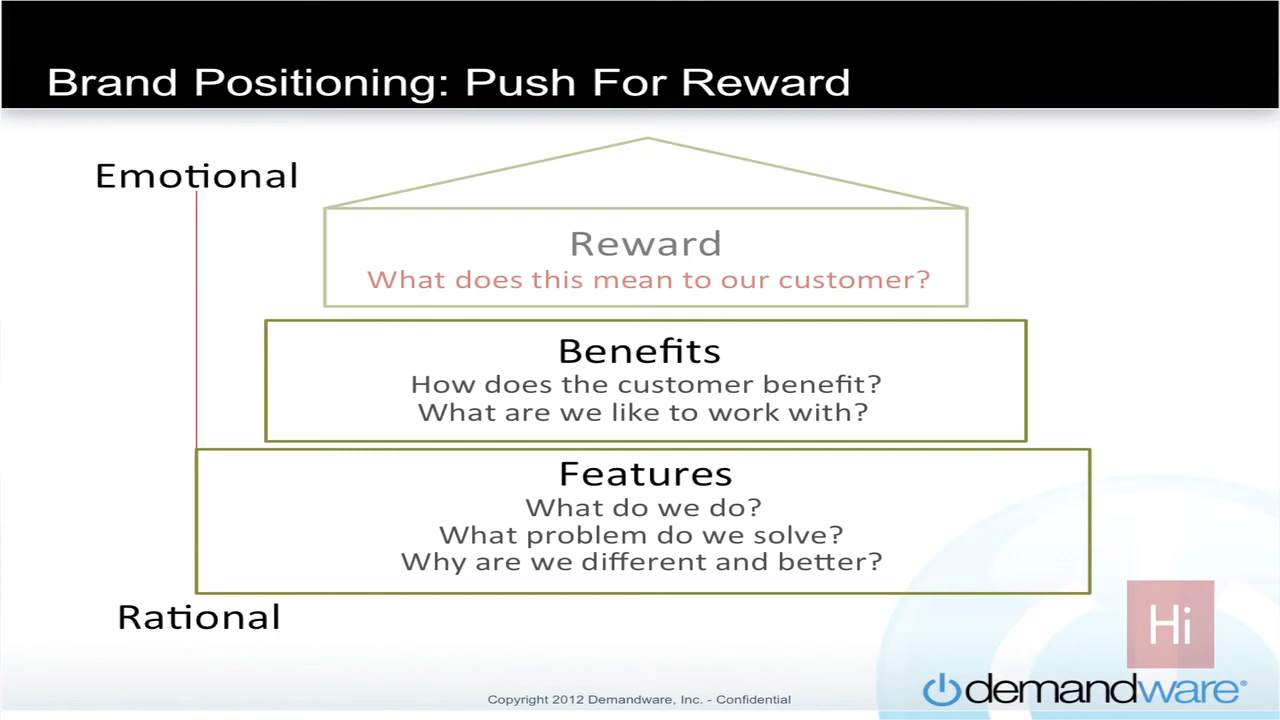 Brand Positioning: Push For Reward
Emotional
Reward
What does this mean to our customer?
Benefits
How does the customer benefit?
What are we like to work with?
Features
What do we do?
What problem do we solve?
Why are we different and better?
Rational
Hi
Copyright 2012 Demandware, Inc. - Confidential
demandware®